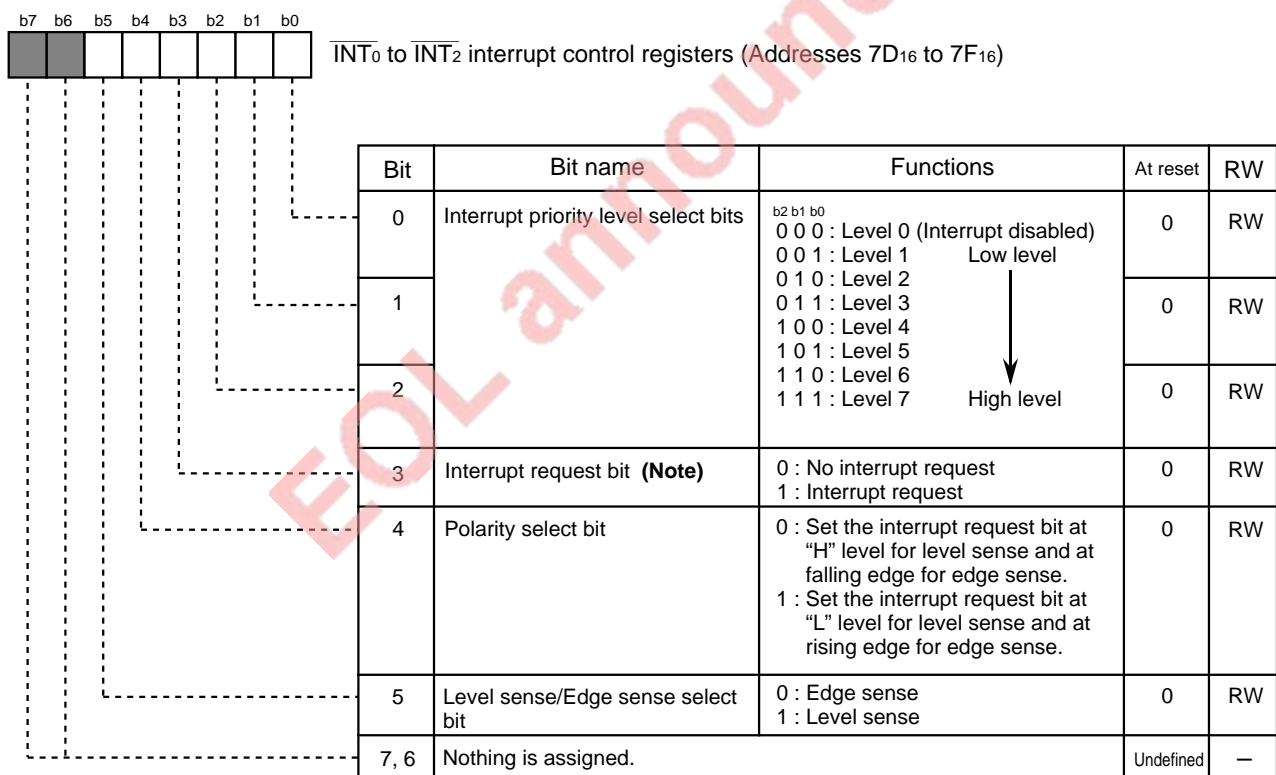 b7 b6 b5 b4 b3 b2 b1 b0
INT0 to INT2 interrupt control registers (Addresses 7D16 to 7F16)
Bit Bit name Functions At reset RW
0 Interrupt priority level select bits b2 b1 b0 0 RW
0 0 0 : Level 0 (Interrupt disabled)
0 0 1 : Level 1 Low level
0 1 0 : Level 2
1 0 1 1 : Level 3 0 RW
1 0 0 : Level 4
1 0 1 : Level 5
1 1 0 : Level 6
2 1 1 1 : Level 7 High level 0 RW
3 Interrupt request bit (Note) 0 : No interrupt request 0 RW
1 : Interrupt request
4 Polarity select bit 0 : Set the interrupt request bit at 0 RW
“H” level for level sense and at
falling edge for edge sense.
1 : Set the interrupt request bit at
“L” level for level sense and at
rising edge for edge sense.
5 Level sense/Edge sense select 0 : Edge sense 0 RW
bit 1 : Level sense
7, 6 Nothing is assigned. Undefined –
EOL announ